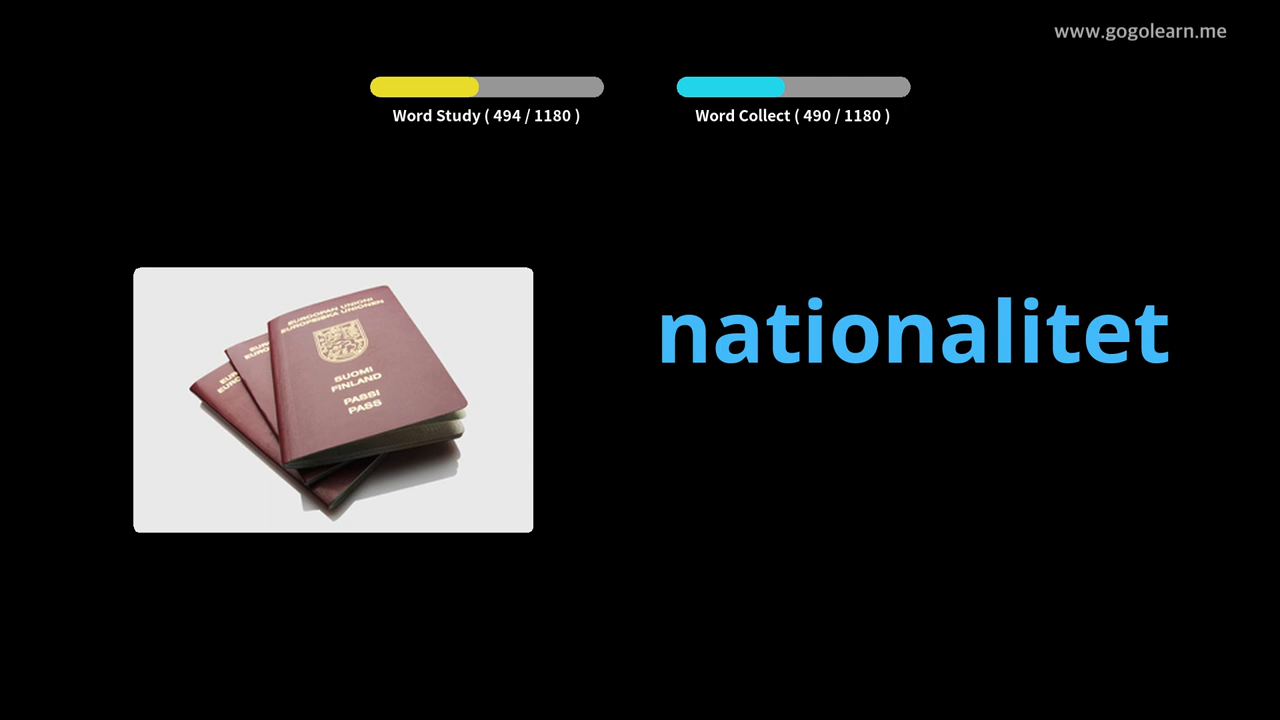 www.gogolearn.me
Word Study ( 494 / 1180 )
Word Collect ( 490 / 1180 )
nationalitet
EUROOPAN UNIONI
EUROPEISKA UNIONEN
SUOMI
FINLAND
PASSI
PASS